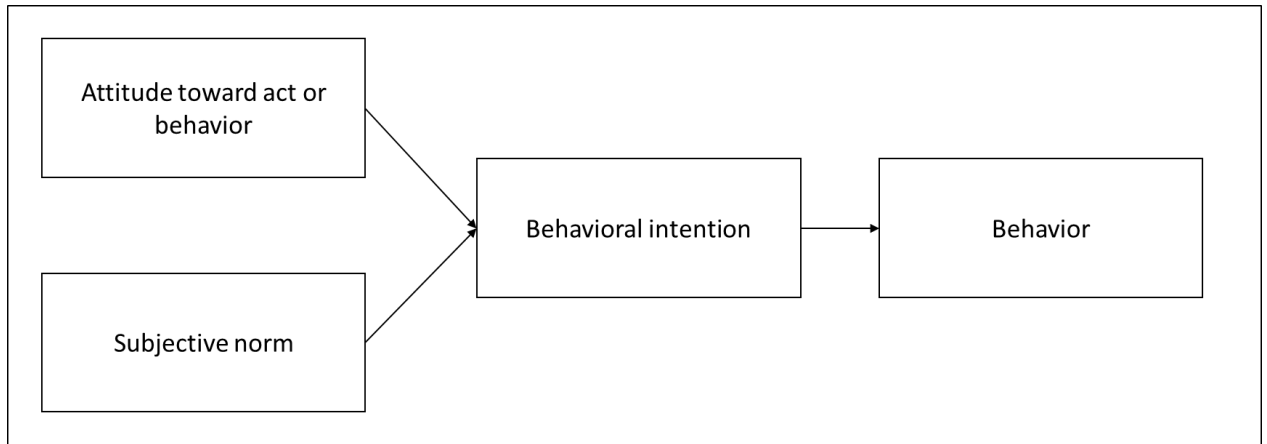 Attitude toward act or
behavior
Subjective norm
Behavioral intention
Behavior